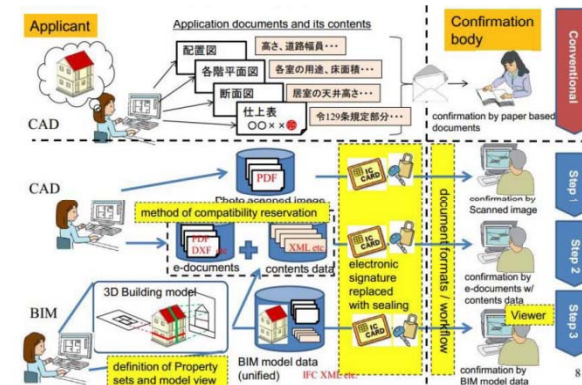 Applicant
Application documents and its contents
Confirmation
body
配置図
高さ、道路幅員・・・
各階平面図
各室の用途、床面積・・・
断面図
居室の天井高さ・・・
仕上表
〇〇××
令129条規定部分・・・
CAD
confirmation by paper based
documents
Conventional
CAD
PDF
Photo scanned image
IC
CARD
confirmation by
Scanned image
Step 1
method of compatibility reservation
PDF
DXF etc
XML etc.
e-documents
contents data
IC
CARD
electronic
signature
replaced
with sealing
document formats / workflow
confirmation by
e-documents w/
contents data
Step 2
BIM
3D Building model
definition of Property
sets and model view
BIM model data
(unified)
IFC XML etc.
IC
CARD
Viewer
confirmation by
BIM model data
Step 3
8